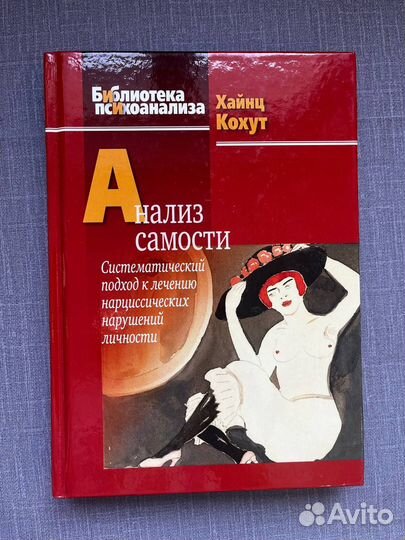 Библиотека
психоанализа
Хайнц
Кохут
Анализ
самости
Систематический
подход к лечению
нарциссических
нарушений
личности
Avito